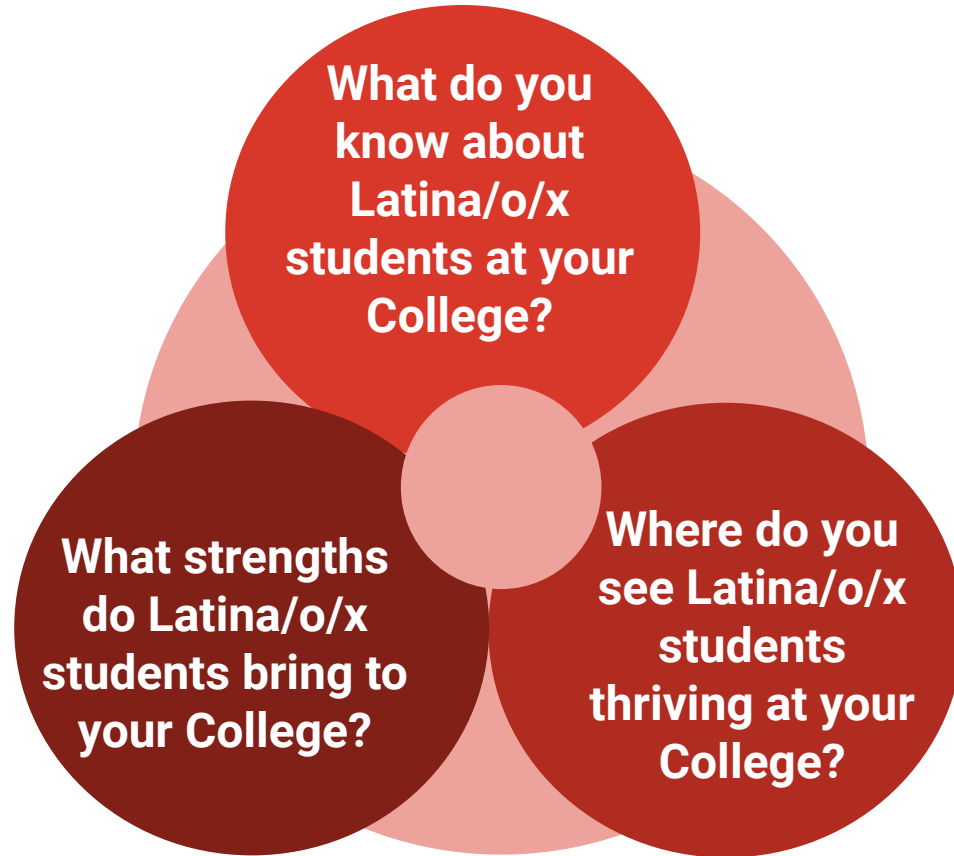 What do you
know about
Latina/o/x
students at your
College?
What strengths
do Latina/o/x
students bring to
your College?
Where do you
see Latina/o/x
students
thriving at your
College?